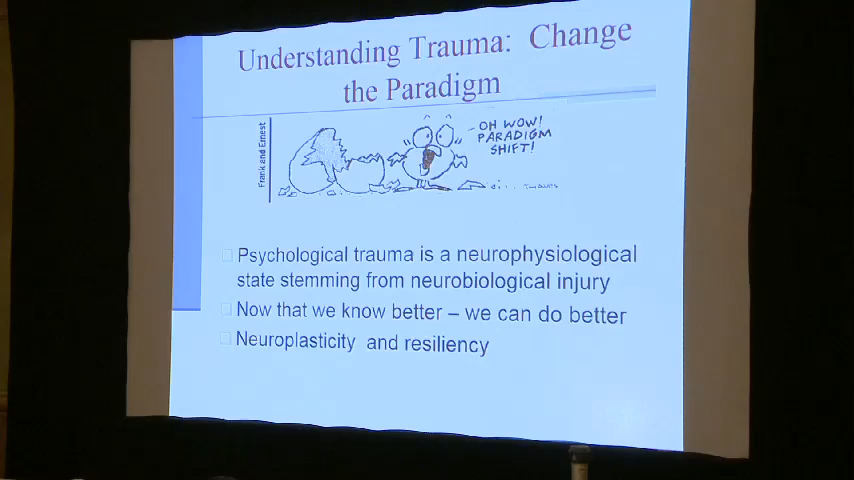 Understanding Trauma: Change
the Paradigm
Frank and Ernest
OH WOW!
PARADIGM
SHIFT!
Psychological trauma is a neurophysiological
state stemming from neurobiological injury
Now that we know better – we can do better
Neuroplasticity and resiliency